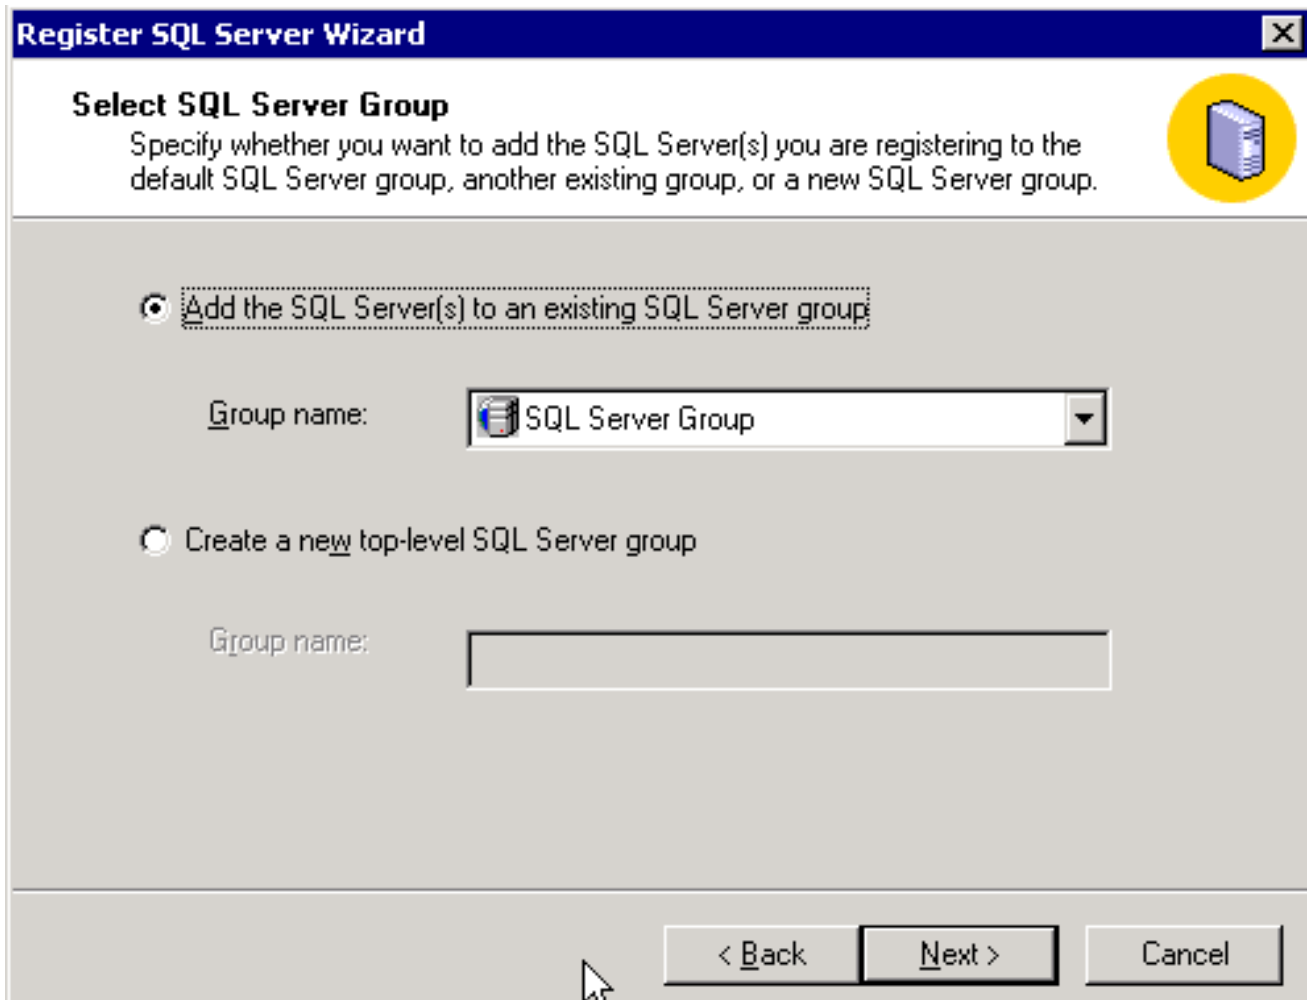 Register SQL Server Wizard
Select SQL Server Group
Specify whether you want to add the SQL Server(s) you are registering to the
default SQL Server group, another existing group, or a new SQL Server group.
Add the SQL Server(s) to an existing SQL Server group
Group name: SQL Server Group
Create a new top-level SQL Server group
Group name:
< Back Next > Cancel